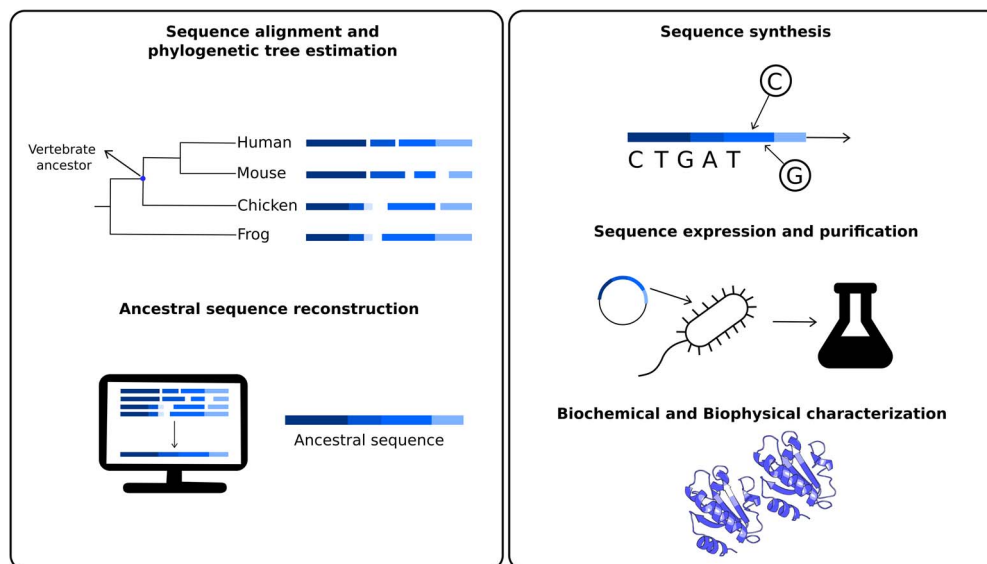 Sequence alignment and
phylogenetic tree estimation
Vertebrate
ancestor
Human
Mouse
Chicken
Frog
Ancestral sequence reconstruction
Ancestral sequence
Sequence synthesis
C
C T G A T
G
Sequence expression and purification
Biochemical and Biophysical characterization